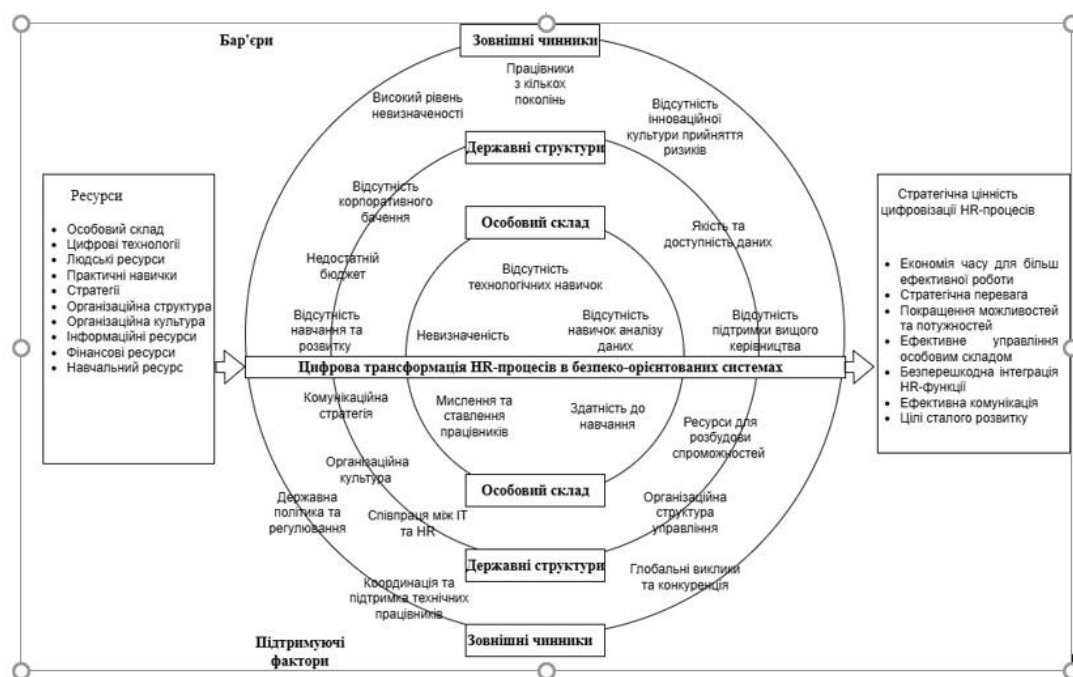 Бар'єри
Зовнішні чинники
Працівники
з кількох
поколінь
Високий рівень
невизначеності
Відсутність
інноваційної
культури прийняття
ризиків
Державні структури
Відсутність
корпоративного
бачення
Особовий склад
Якість та
доступність даних
Недостатній
бюджет
Відсутність
технологічних навичок
Відсутність
навчання та
розвитку
Невизначеність
Відсутність
навичок аналізу
даних
Відсутність
підтримки вищого
керівництва
Ресурси
Особовий склад
Цифрові технології
Людські ресурси
Практичні навички
Стратегії
Організаційна структура
Організаційна культура
Інформаційні ресурси
Фінансові ресурси
Навчальний ресурс
Цифрова трансформація HR-процесів в безпеко-орієнтованих системах
Стратегічна цінність
цифровізації HR-процесів
Економія часу для більш
ефективної роботи
Стратегічна перевага
Покращення можливостей
та потужностей
Ефективне управління
особовим складом
Безперешкодна інтеграція
HR-функції
Ефективна комунікація
Цілі сталого розвитку
Комунікаційна
стратегія
Мислення та
ставлення
працівників
Здатність до
навчання
Ресурси для
розбудови
спроможностей
Організаційна
культура
Особовий склад
Державна
політика та
регулювання
Співпраця між ІТ
та HR
Організаційна
структура
управління
Державні структури
Глобальні виклики
та конкуренція
Координація та
підтримка технічних
працівників
Зовнішні чинники
Підтримуючі
фактори